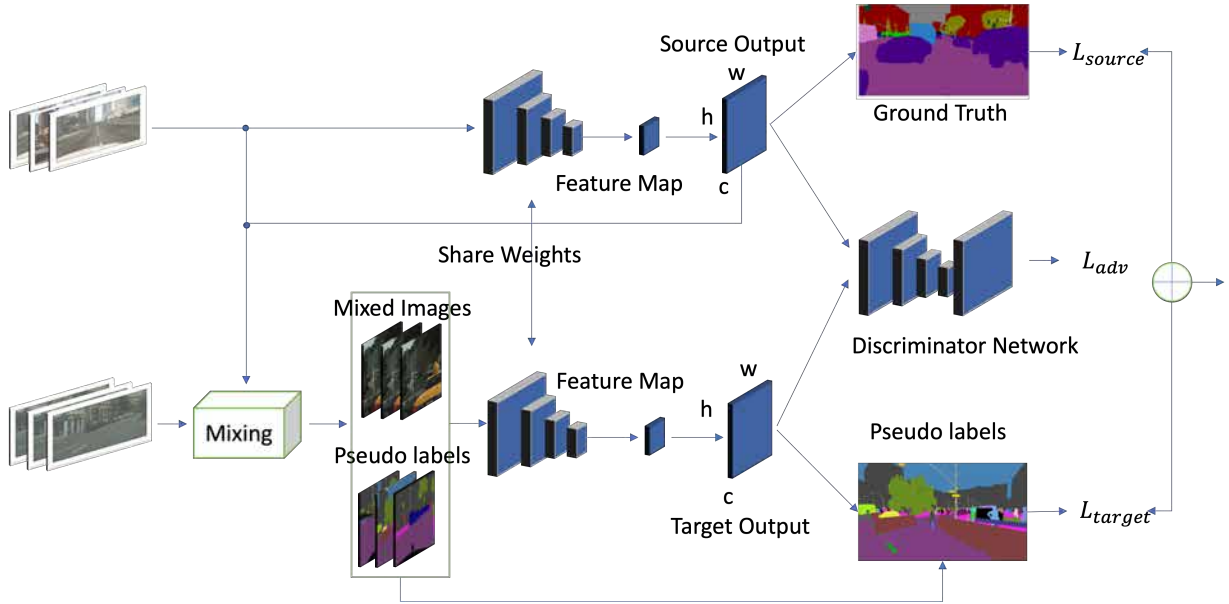 Source Output
w
h
c
Feature Map
Ground Truth
L_source
Share Weights
Mixed Images
Pseudo labels
Mixing
Feature Map
w
h
c
Target Output
Discriminator Network
L_adv
Pseudo labels
L_target